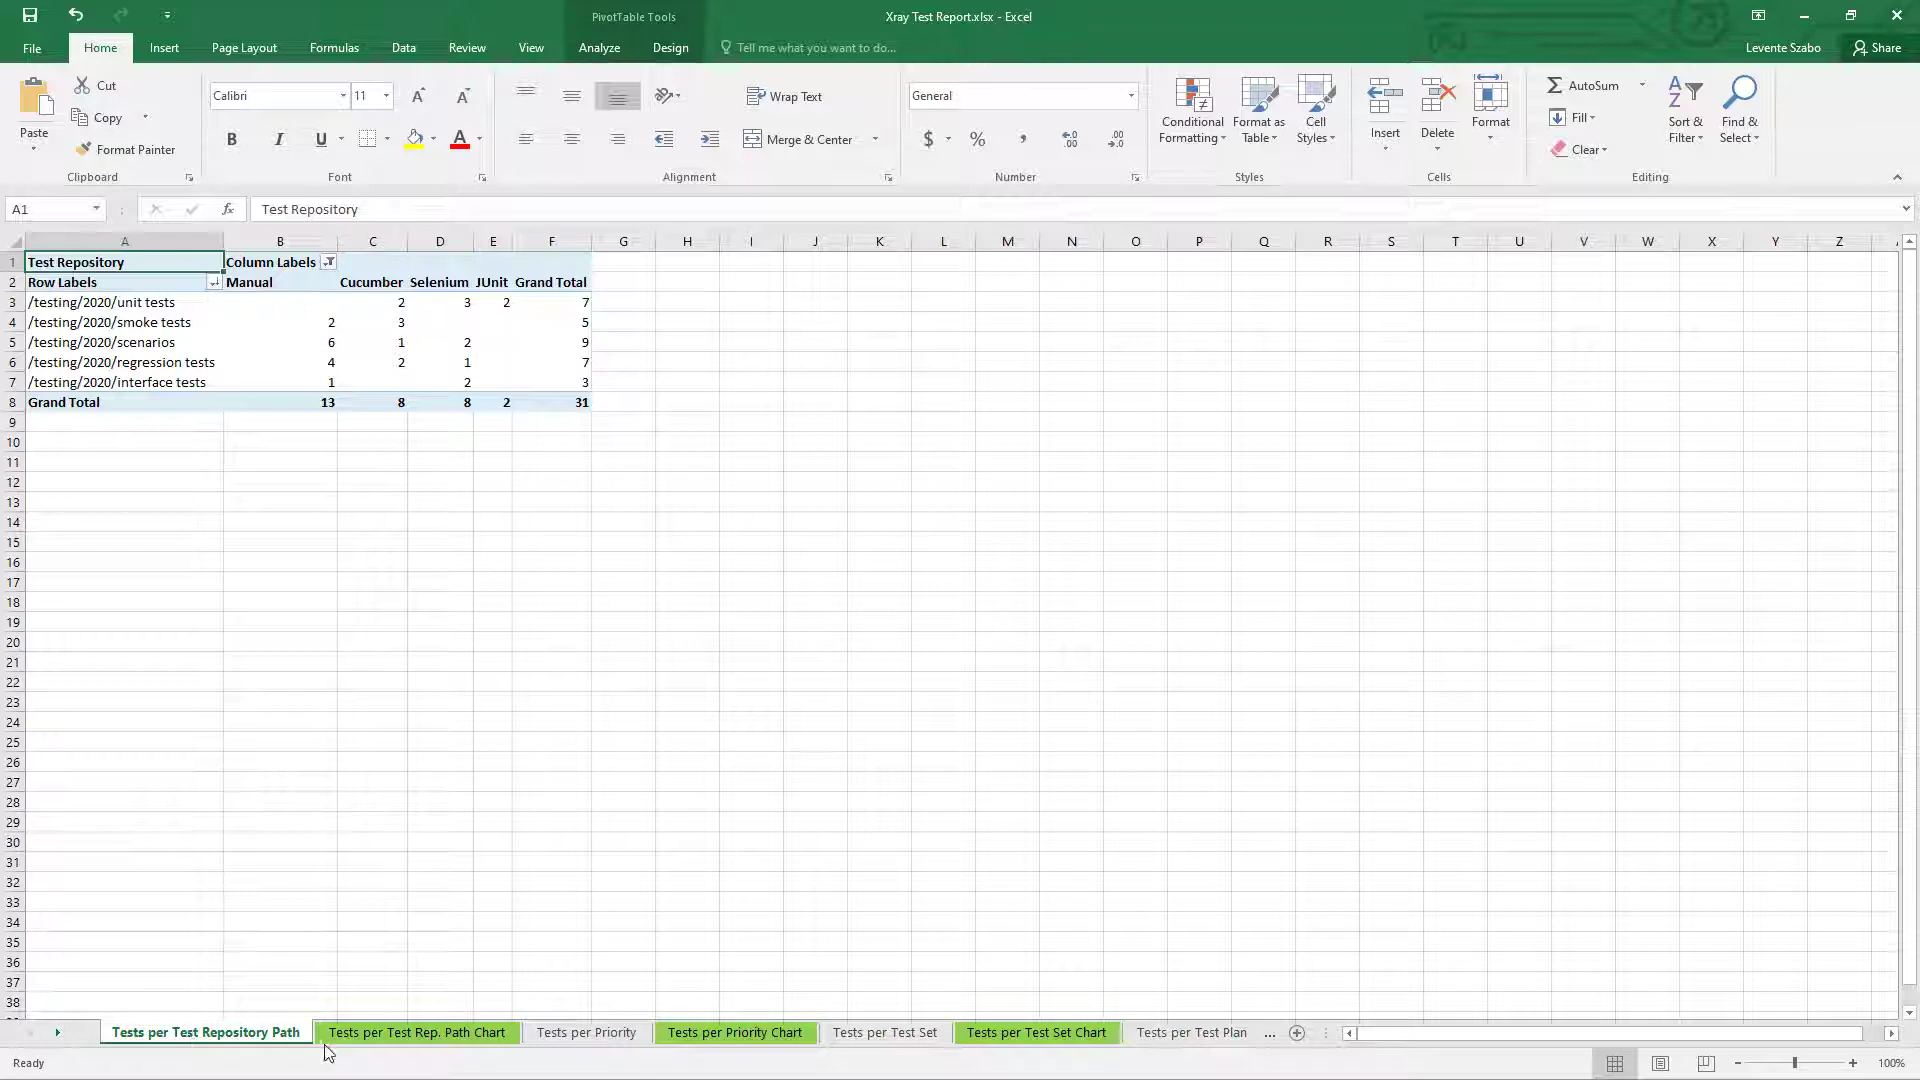 PivotTable Tools
Xray Test Report.xlsx - Excel
File Home Insert Page Layout Formulas Data Review View Analyze Design Tell me what you want to do... Levente Szabo Share
Paste
Cut
Copy
Format Painter
Clipboard
Calibri 11
B I U A
Font
Wrap Text
Merge & Center
Alignment
General
$ % , .00
Number
Conditional Formatting
Format as Table
Cell Styles
Styles
Insert
Delete
Format
Cells
AutoSum
Fill
Clear
Sort & Filter
Find & Select
Editing
A1 fx Test Repository
A B C D E F G H I J K L M N O P Q R S T U V W X Y Z
1 Test Repository Column Labels
2 Row Labels Manual Cucumber Selenium JUnit Grand Total
3 /testing/2020/unit tests 2 3 2 7
4 /testing/2020/smoke tests 2 3 5
5 /testing/2020/scenarios 6 1 2 9
6 /testing/2020/regression tests 4 2 1 7
7 /testing/2020/interface tests 1 2 3
8 Grand Total 13 8 8 2 31
9
10
11
12
13
14
15
16
17
18
19
20
21
22
23
24
25
26
27
28
29
30
31
32
33
34
35
36
37
38
Tests per Test Repository Path Tests per Test Rep. Path Chart Tests per Priority Tests per Priority Chart Tests per Test Set Tests per Test Set Chart Tests per Test Plan ...
Ready 100%